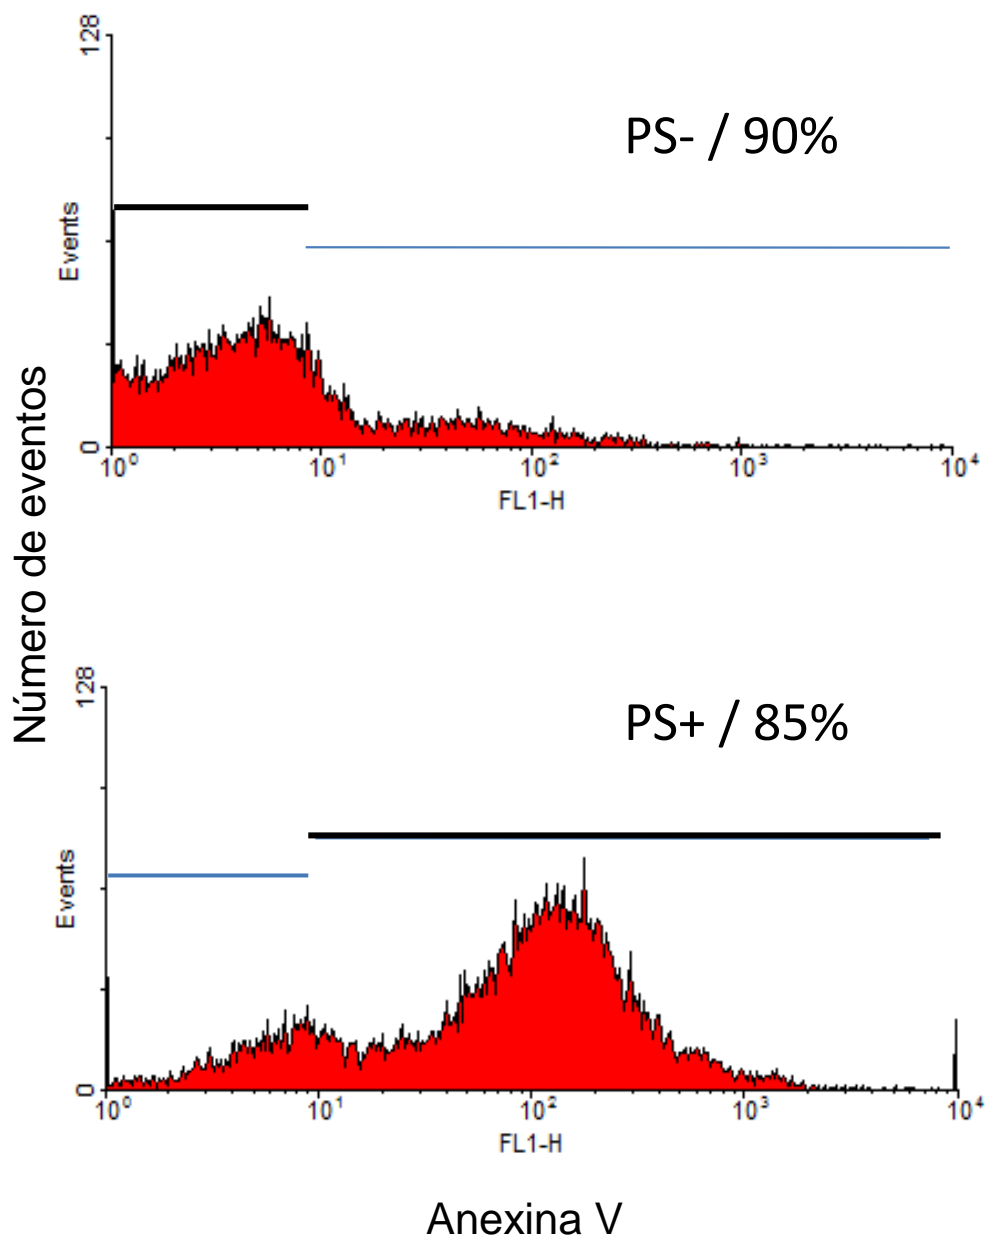 Número de eventos
128
Events
0
PS- / 90%
10⁰ 10¹ 10² 10³ 10⁴
FL1-H
128
Events
0
PS+ / 85%
10⁰ 10¹ 10² 10³ 10⁴
FL1-H
Anexina V